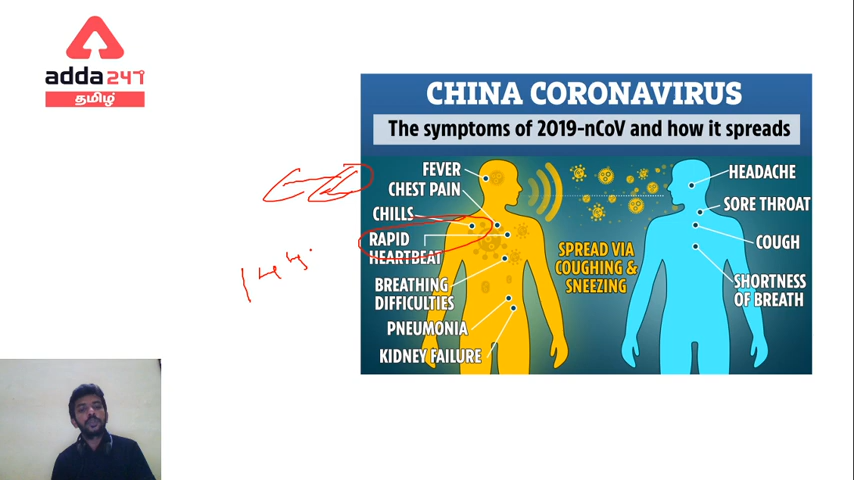 adda247
தமிழ்
CHINA CORONAVIRUS
The symptoms of 2019-nCoV and how it spreads
FEVER
CHEST PAIN
CHILLS
RAPID
HEARTBEAT
BREATHING
DIFFICULTIES
PNEUMONIA
KIDNEY FAILURE
SPREAD VIA
COUGHING &
SNEEZING
HEADACHE
SORE THROAT
COUGH
SHORTNESS
OF BREATH